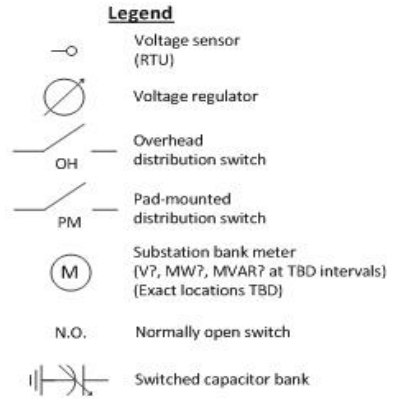 Legend
Voltage sensor
(RTU)
Voltage regulator
Overhead
distribution switch
OH
Pad-mounted
distribution switch
PM
Substation bank meter
(V?, MW?, MVAR? at TBD intervals)
(Exact locations TBD)
M
N.O. Normally open switch
Switched capacitor bank